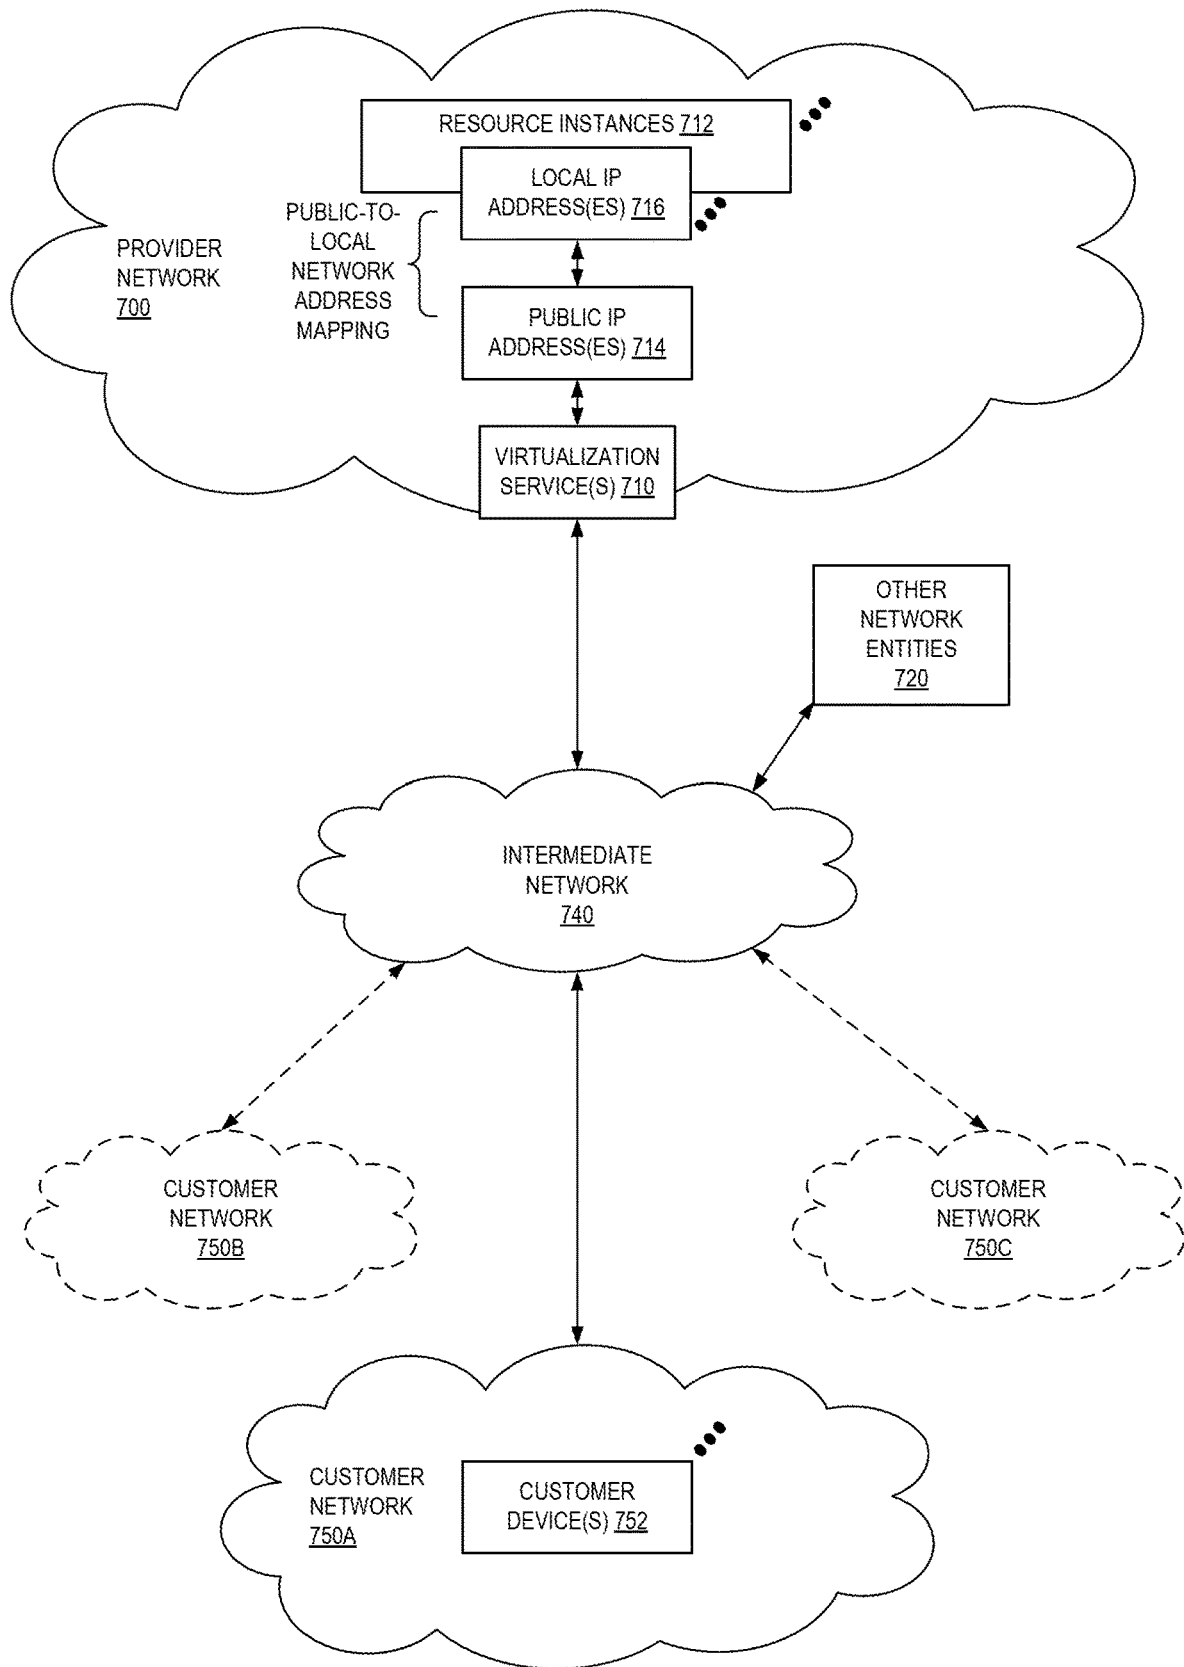 RESOURCE INSTANCES 712
LOCAL IP
ADDRESS(ES) 716
PUBLIC-TO-
LOCAL
NETWORK
ADDRESS
MAPPING
PROVIDER
NETWORK
700
PUBLIC IP
ADDRESS(ES) 714
VIRTUALIZATION
SERVICE(S) 710
OTHER
NETWORK
ENTITIES
720
INTERMEDIATE
NETWORK
740
CUSTOMER
NETWORK
750B
CUSTOMER
NETWORK
750C
CUSTOMER
NETWORK
750A
CUSTOMER
DEVICE(S) 752